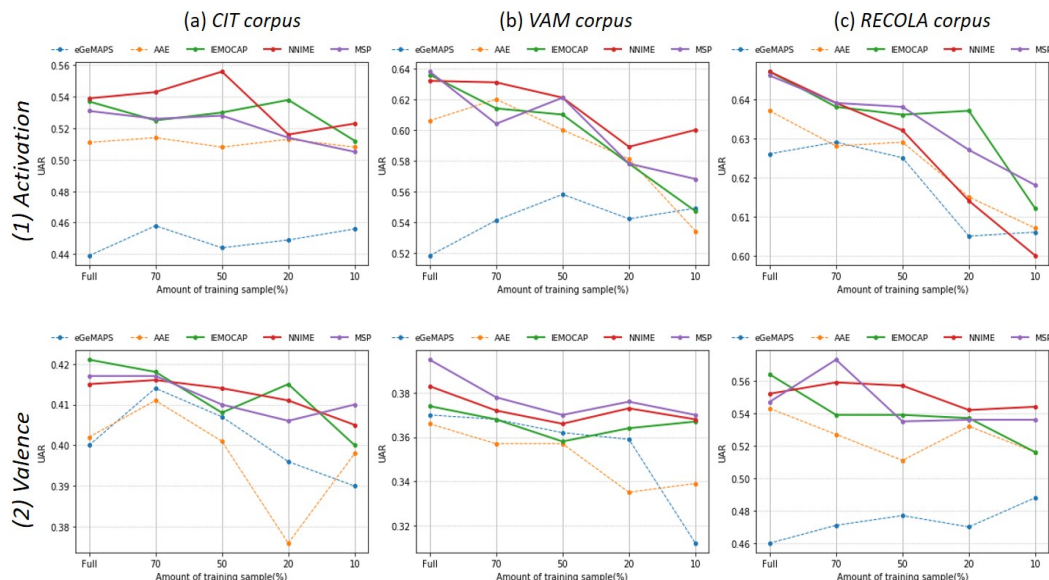 (a) CIT corpus (b) VAM corpus (c) RECOLA corpus
(1) Activation
eGeMAPS AAE IEMOCAP NNIME MSP
0.56
0.54
0.52
0.50
0.48
0.46
0.44
UAR
Full 70 50 20 10
Amount of training sample(%)
eGeMAPS AAE IEMOCAP NNIME MSP
0.64
0.62
0.60
0.58
0.56
0.54
0.52
UAR
Full 70 50 20 10
Amount of training sample(%)
eGeMAPS AAE IEMOCAP NNIME MSP
0.64
0.63
0.62
0.61
0.60
UAR
Full 70 50 20 10
Amount of training sample(%)
(2) Valence
eGeMAPS AAE IEMOCAP NNIME MSP
0.42
0.41
0.40
0.39
0.38
UAR
Full 70 50 20 10
Amount of training sample(%)
eGeMAPS AAE IEMOCAP NNIME MSP
0.38
0.36
0.34
0.32
UAR
Full 70 50 20 10
Amount of training sample(%)
eGeMAPS AAE IEMOCAP NNIME MSP
0.56
0.54
0.52
0.50
0.48
0.46
UAR
Full 70 50 20 10
Amount of training sample(%)